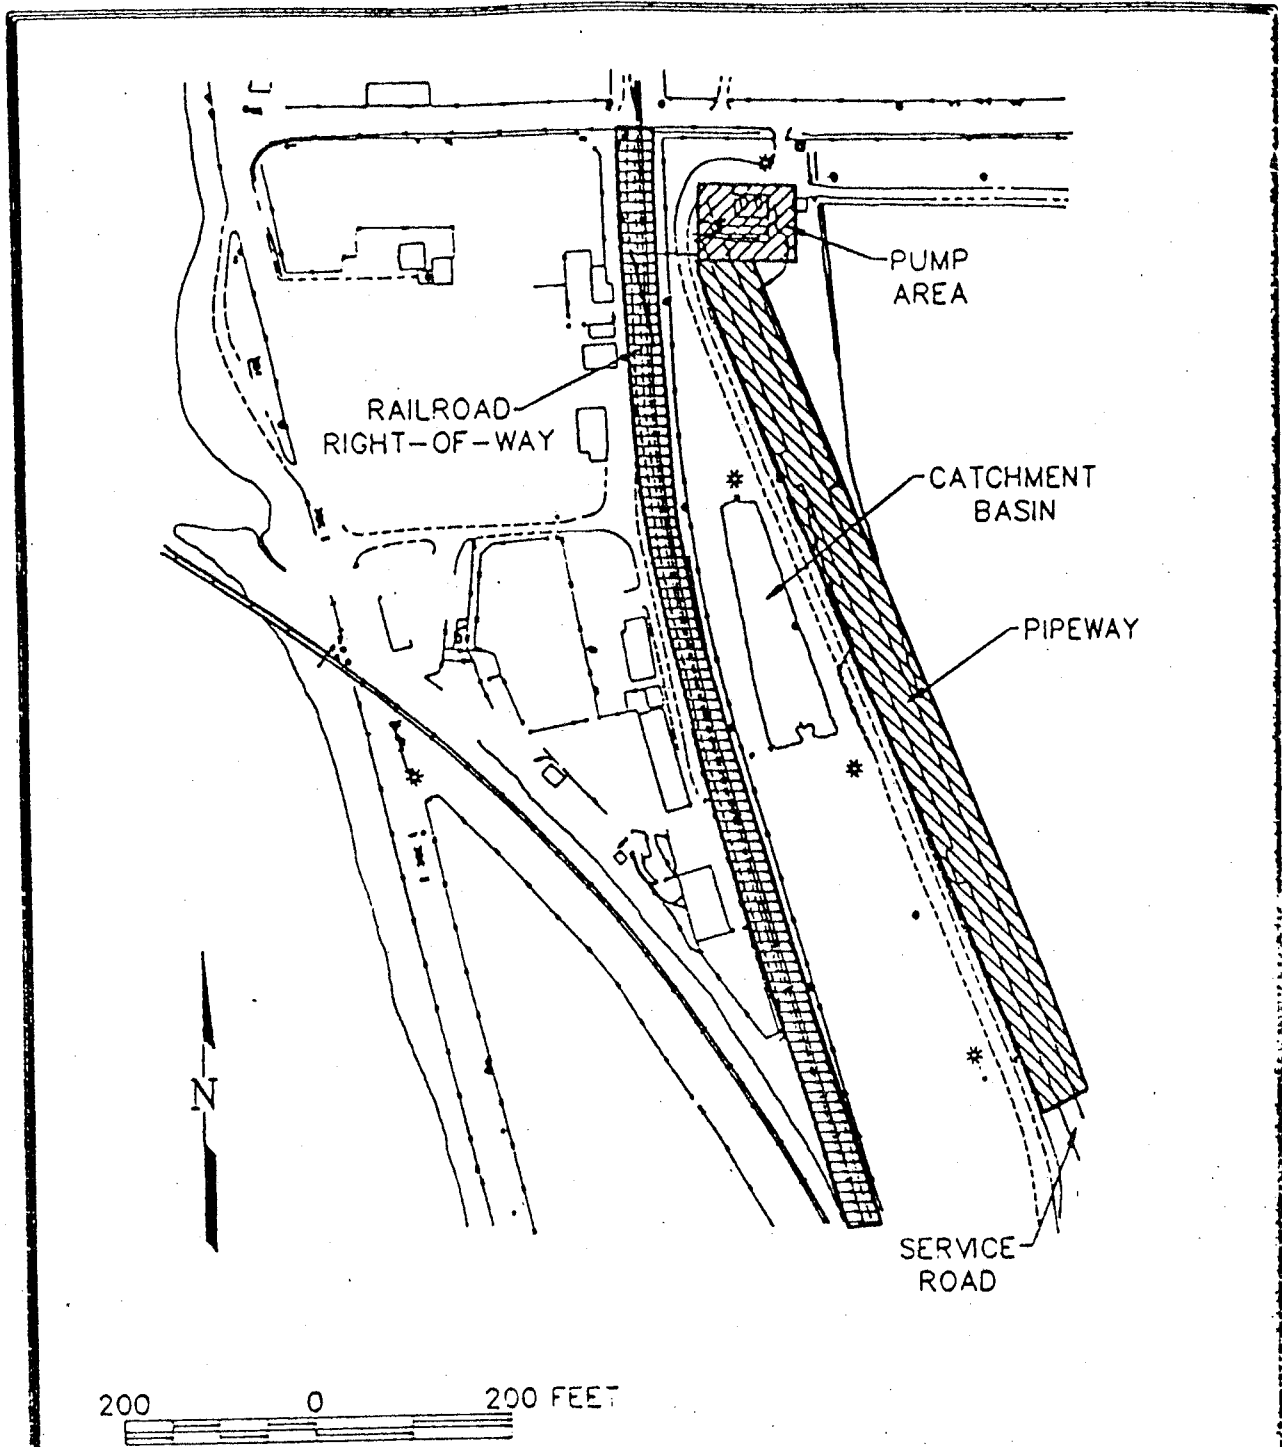 PUMP
AREA
RAILROAD
RIGHT-OF-WAY
CATCHMENT
BASIN
PIPEWAY
N
SERVICE
ROAD
200 0 200 FEET